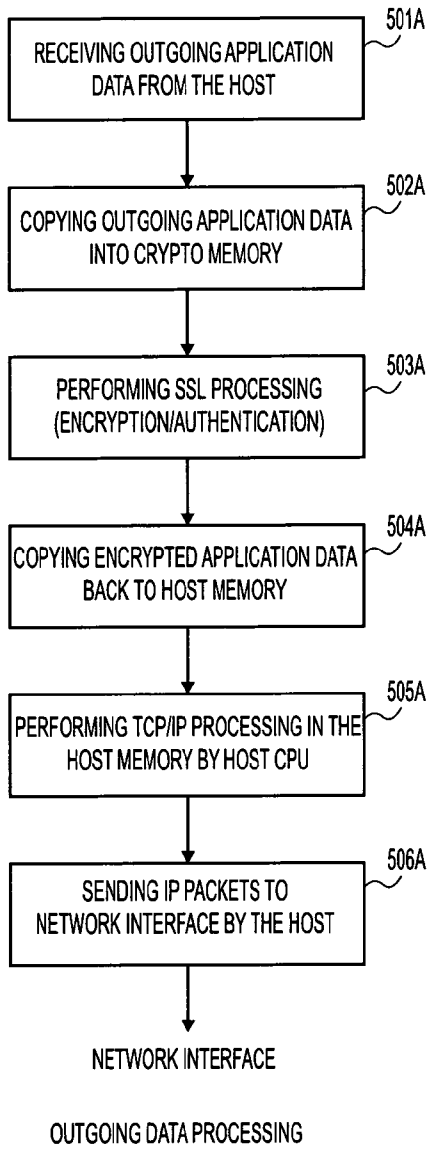 501A
RECEIVING OUTGOING APPLICATION
DATA FROM THE HOST
502A
COPYING OUTGOING APPLICATION DATA
INTO CRYPTO MEMORY
503A
PERFORMING SSL PROCESSING
(ENCRYPTION/AUTHENTICATION)
504A
COPYING ENCRYPTED APPLICATION DATA
BACK TO HOST MEMORY
505A
PERFORMING TCP/IP PROCESSING IN THE
HOST MEMORY BY HOST CPU
506A
SENDING IP PACKETS TO
NETWORK INTERFACE BY THE HOST
NETWORK INTERFACE
OUTGOING DATA PROCESSING